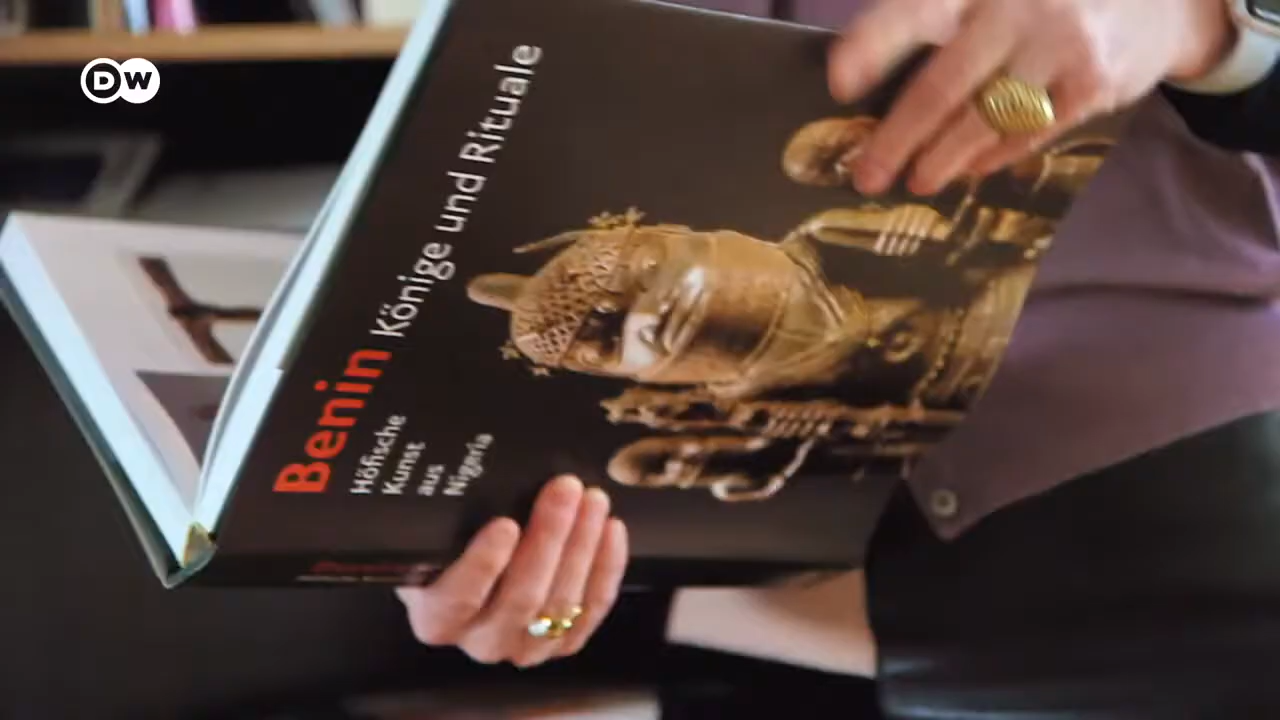 DW
Benin Könige und Rituale
Höfische
Kunst
aus
Nigeria